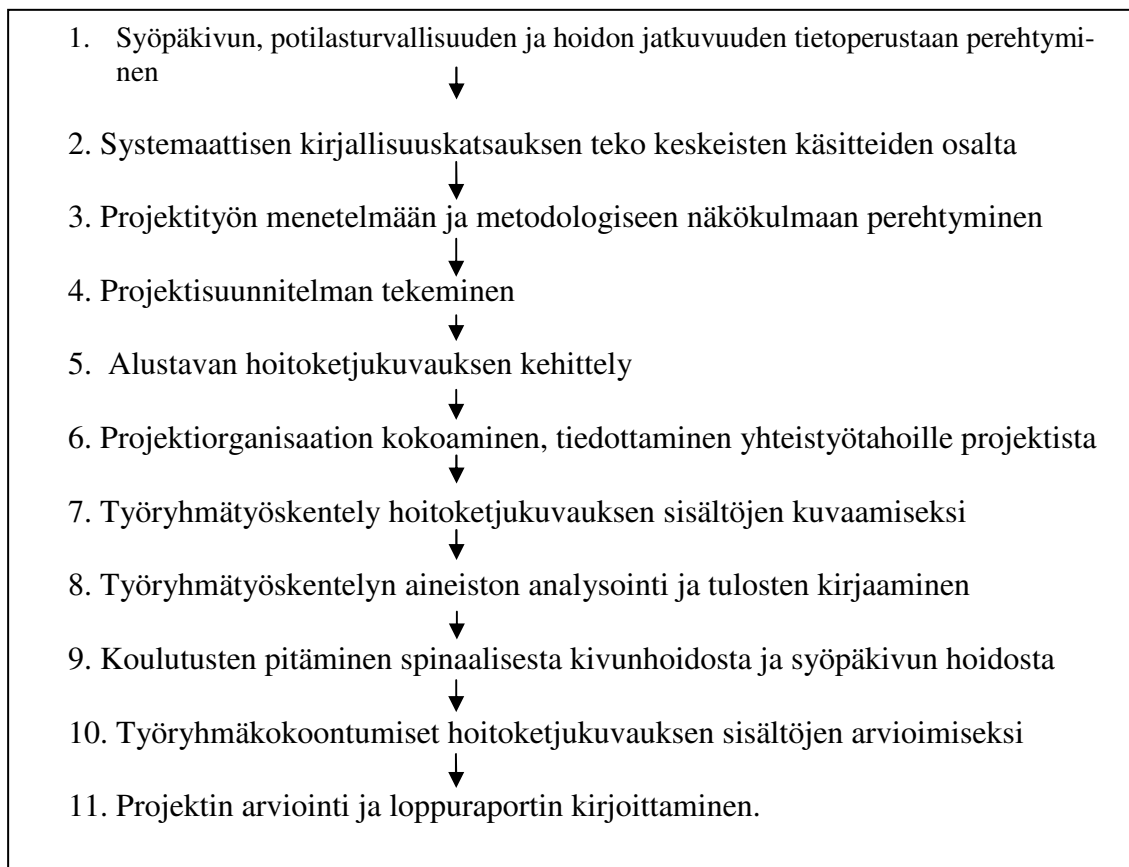 1. Syöpäkivun, potilasturvallisuuden ja hoidon jatkuvuuden tietoperustaan perehtymi-
nen
2. Systemaattisen kirjallisuuskatsauksen teko keskeisten käsitteiden osalta
3. Projektityön menetelmään ja metodologiseen näkökulmaan perehtyminen
4. Projektisuunnitelman tekeminen
5. Alustavan hoitoketjukuvauksen kehittely
6. Projektiorganisaation kokoaminen, tiedottaminen yhteistyötahoille projektista
7. Työryhmätyöskentely hoitoketjukuvauksen sisältöjen kuvaamiseksi
8. Työryhmätyöskentelyn aineiston analysointi ja tulosten kirjaaminen
9. Koulutusten pitäminen spinaalisesta kivunhoidosta ja syöpäkivun hoidosta
10. Työryhmäkokoontumiset hoitoketjukuvauksen sisältöjen arvioimiseksi
11. Projektin arviointi ja loppuraportin kirjoittaminen.